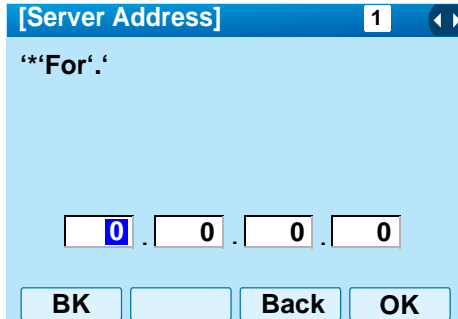 [Server Address] 1
‘*‘For‘.‘
0 . 0 . 0 . 0
BK Back OK